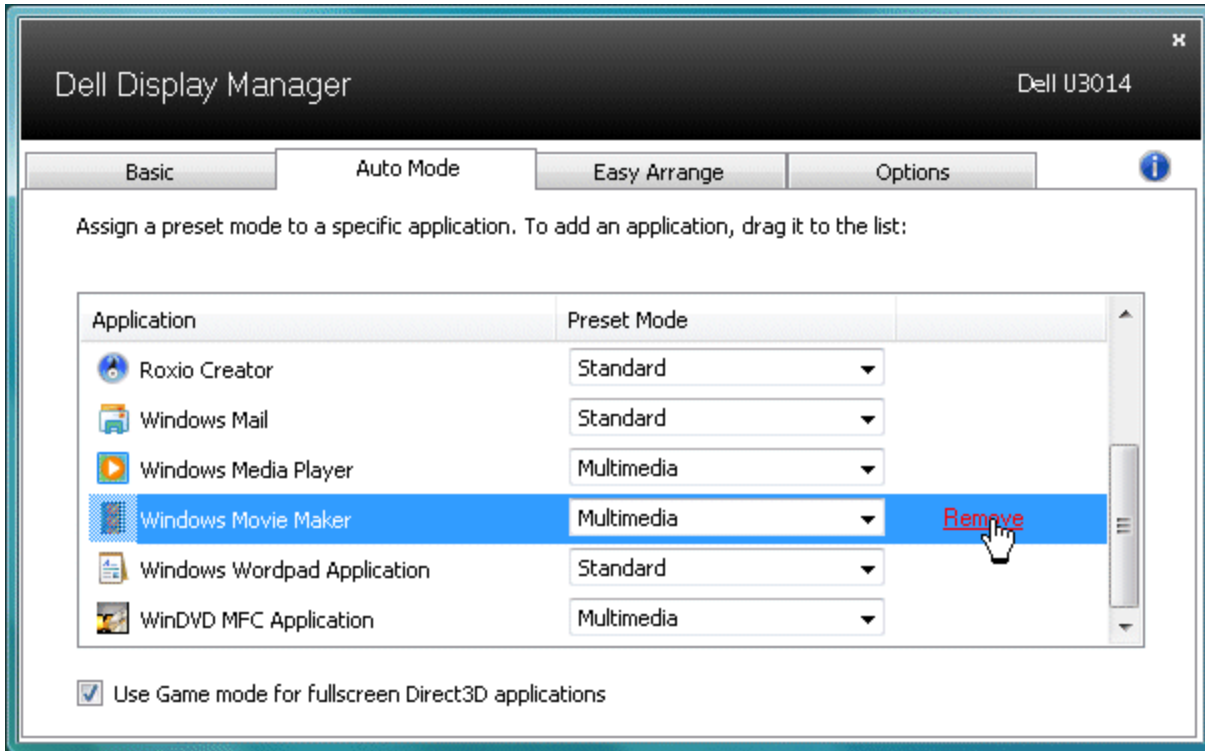 x
Dell Display Manager
Dell U3014
Basic Auto Mode Easy Arrange Options
Assign a preset mode to a specific application. To add an application, drag it to the list:
Application Preset Mode
Roxio Creator Standard
Windows Mail Standard
Windows Media Player Multimedia
Windows Movie Maker Multimedia Remove
Windows Wordpad Application Standard
WinDVD MFC Application Multimedia
Use Game mode for fullscreen Direct3D applications